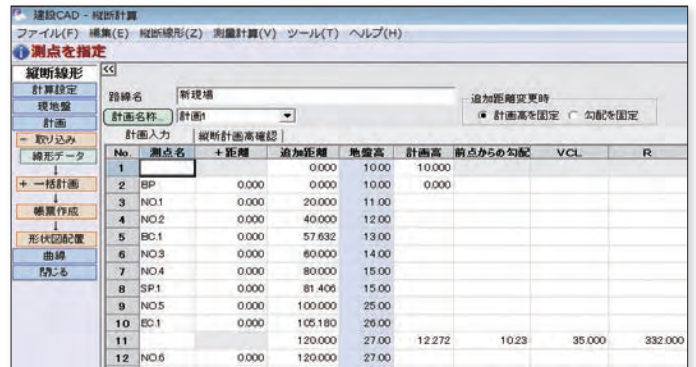 建設CAD - 縦断計算
ファイル(F) 編集(E) 縦断線形(Z) 測量計算(V) ツール(T) ヘルプ(H)
測点を指定
縦断線形
計算設定
現地盤
計画
- 取り込み
線形データ
↓
+ 一括計画
↓
帳票作成
↓
形状図配置
曲線
閉じる
<<
路線名 新現場
計画名称... 計画1
追加距離変更時
計画高を固定 勾配を固定
計画入力 縦断計画高確認
No. 測点名 +距離 追加距離 地盤高 計画高 前点からの勾配 VCL R
1 0.000 10.00 10.000
2 BP 0.000 0.000 10.00 0.000
3 NO.1 0.000 20.000 11.00
4 NO.2 0.000 40.000 12.00
5 BC.1 0.000 57.632 13.00
6 NO.3 0.000 60.000 14.00
7 NO.4 0.000 80.000 15.00
8 SP.1 0.000 81.406 15.00
9 NO.5 0.000 100.000 25.00
10 EC.1 0.000 105.180 26.00
11 120.000 27.00 12.272 10.23 35.000 332.000
12 NO.6 0.000 120.000 27.00